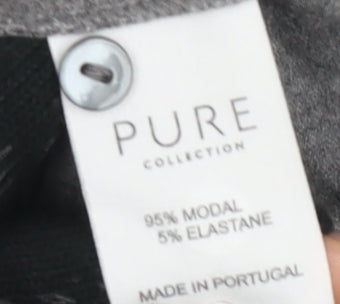 PURE
COLLECTION
95% MODAL
5% ELASTANE
MADE IN PORTUGAL